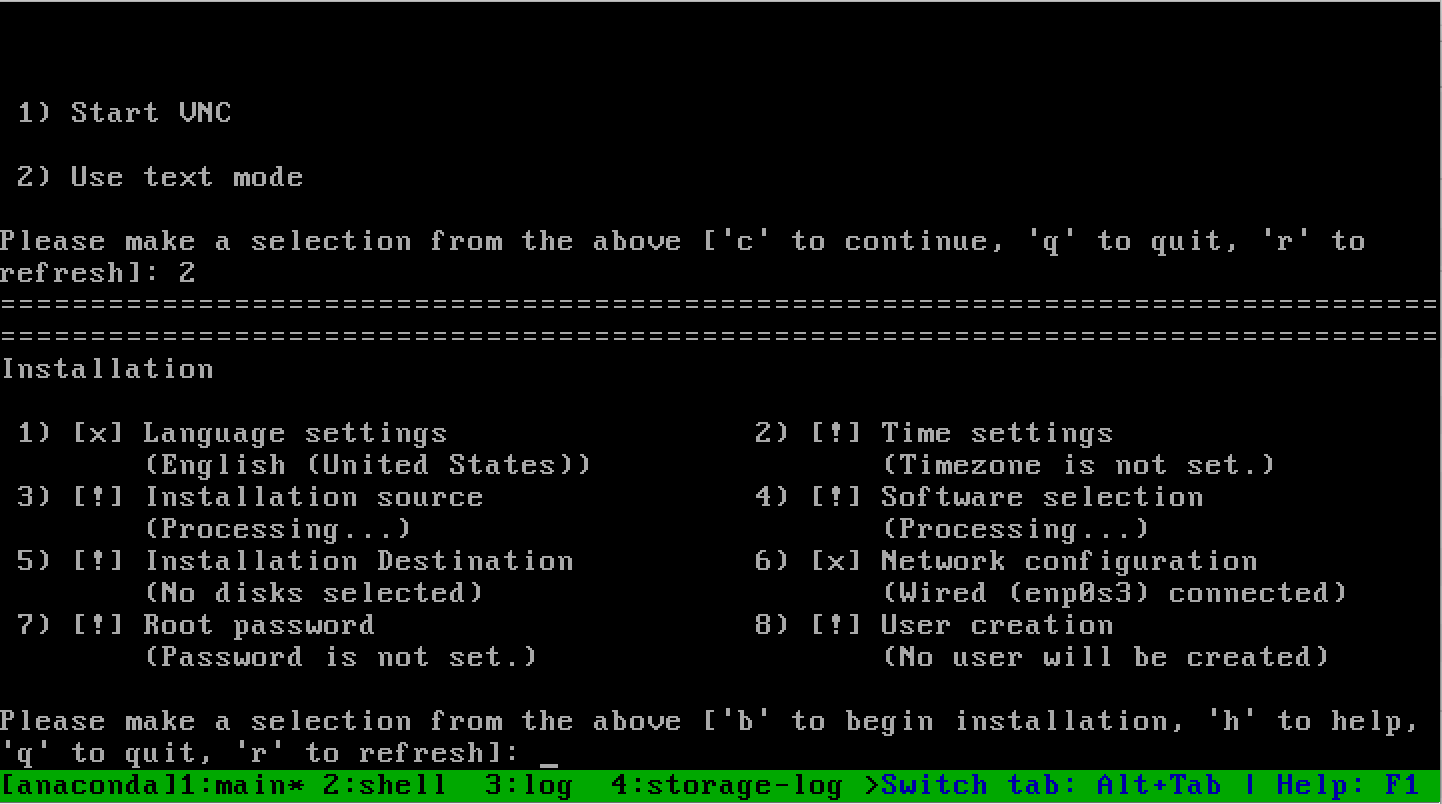 1) Start VNC
2) Use text mode
Please make a selection from the above ['c' to continue, 'q' to quit, 'r' to
refresh]: 2
================================================================================
================================================================================
Installation
1) [x] Language settings                 2) [!] Time settings
(English (United States))                (Timezone is not set.)
3) [!] Installation source               4) [!] Software selection
(Processing...)                          (Processing...)
5) [!] Installation Destination          6) [x] Network configuration
(No disks selected)                      (Wired (enp0s3) connected)
7) [!] Root password                     8) [!] User creation
(Password is not set.)                   (No user will be created)
Please make a selection from the above ['b' to begin installation, 'h' to help,
'q' to quit, 'r' to refresh]: _
[anaconda]1:main* 2:shell  3:log  4:storage-log >Switch tab: Alt+Tab | Help: F1